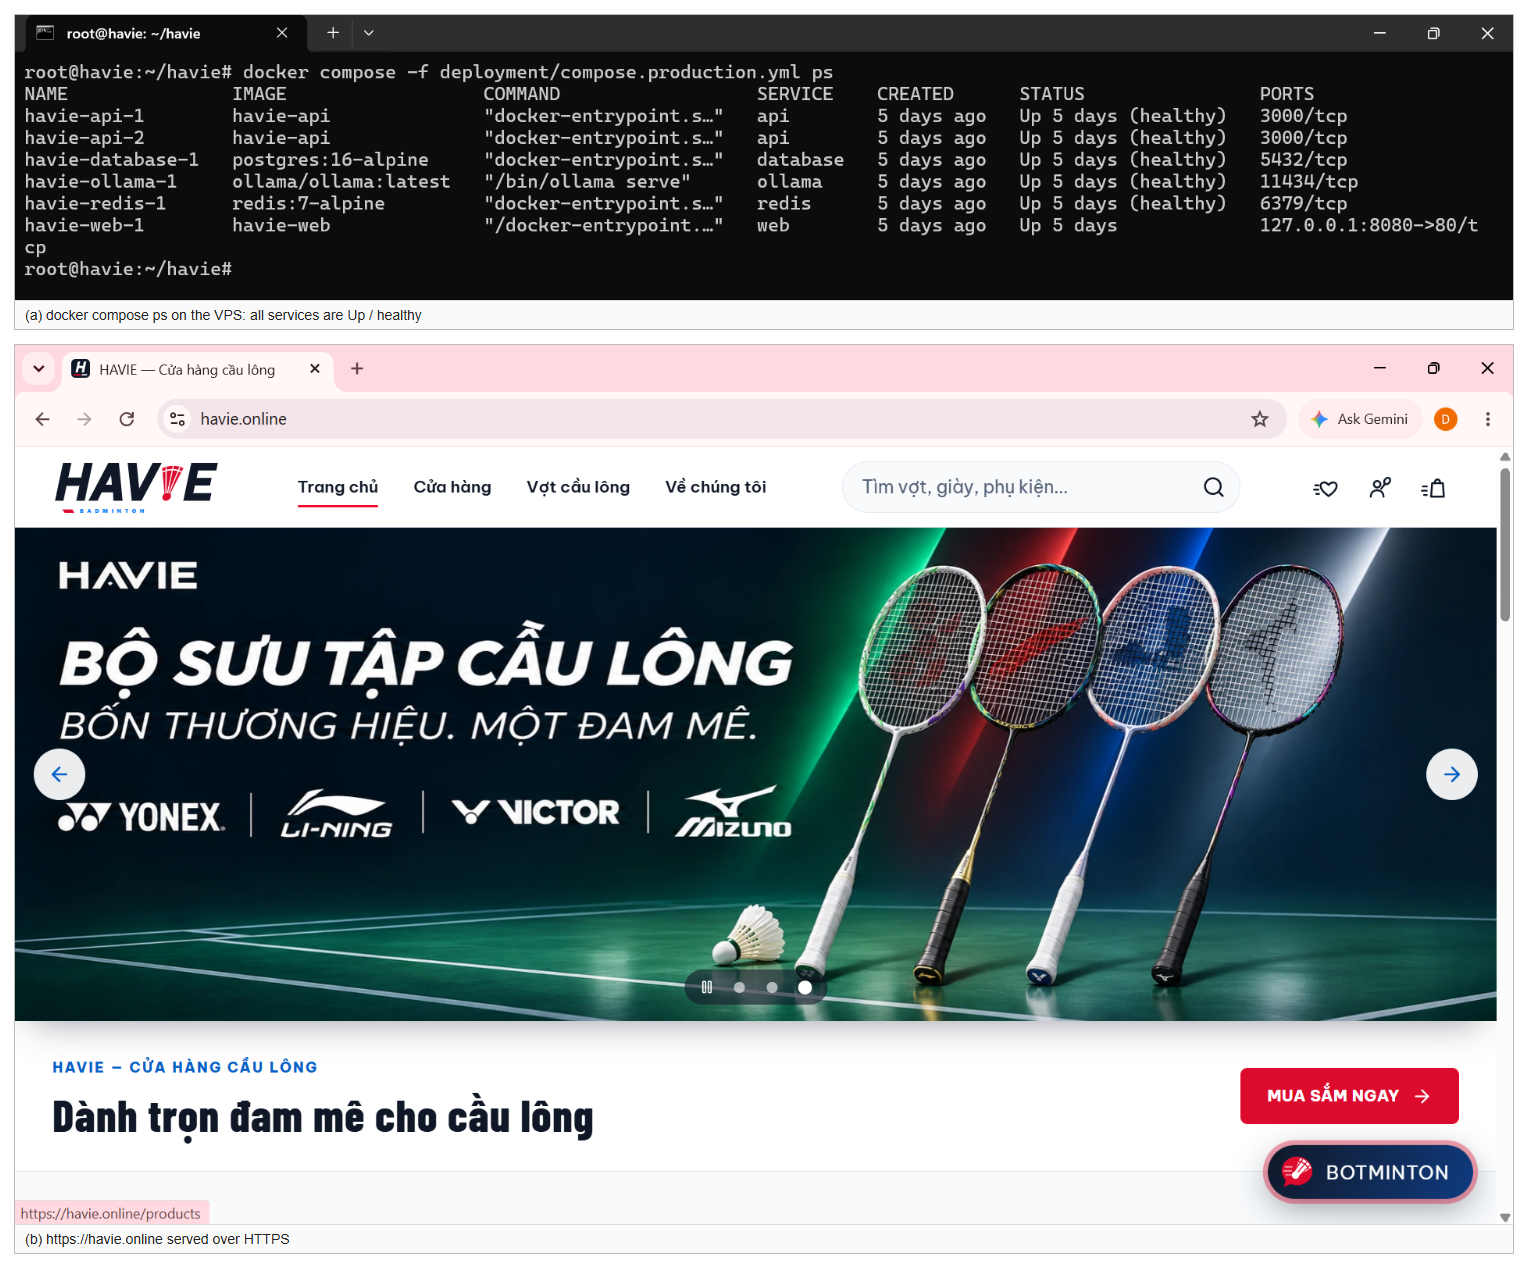 root@havie: ~/havie
root@havie:~/havie# docker compose -f deployment/compose.production.yml ps
NAME IMAGE COMMAND SERVICE CREATED STATUS PORTS
havie-api-1 havie-api "docker-entrypoint.s…" api 5 days ago Up 5 days (healthy) 3000/tcp
havie-api-2 havie-api "docker-entrypoint.s…" api 5 days ago Up 5 days (healthy) 3000/tcp
havie-database-1 postgres:16-alpine "docker-entrypoint.s…" database 5 days ago Up 5 days (healthy) 5432/tcp
havie-ollama-1 ollama/ollama:latest "/bin/ollama serve" ollama 5 days ago Up 5 days (healthy) 11434/tcp
havie-redis-1 redis:7-alpine "docker-entrypoint.s…" redis 5 days ago Up 5 days (healthy) 6379/tcp
havie-web-1 havie-web "/docker-entrypoint.…" web 5 days ago Up 5 days 127.0.0.1:8080->80/t
cp
root@havie:~/havie#
(a) docker compose ps on the VPS: all services are Up / healthy
HAVIE — Cửa hàng cầu lông
havie.online
Ask Gemini
D
HAVIE
BADMINTON
Trang chủ Cửa hàng Vợt cầu lông Về chúng tôi
Tìm vợt, giày, phụ kiện...
HAVIE
BỘ SƯU TẬP CẦU LÔNG
BỐN THƯƠNG HIỆU. MỘT ĐAM MÊ.
YONEX LI-NING VICTOR MIZUNO
HAVIE – CỬA HÀNG CẦU LÔNG
Dành trọn đam mê cho cầu lông
MUA SẮM NGAY
BOTMINTON
https://havie.online/products
(b) https://havie.online served over HTTPS